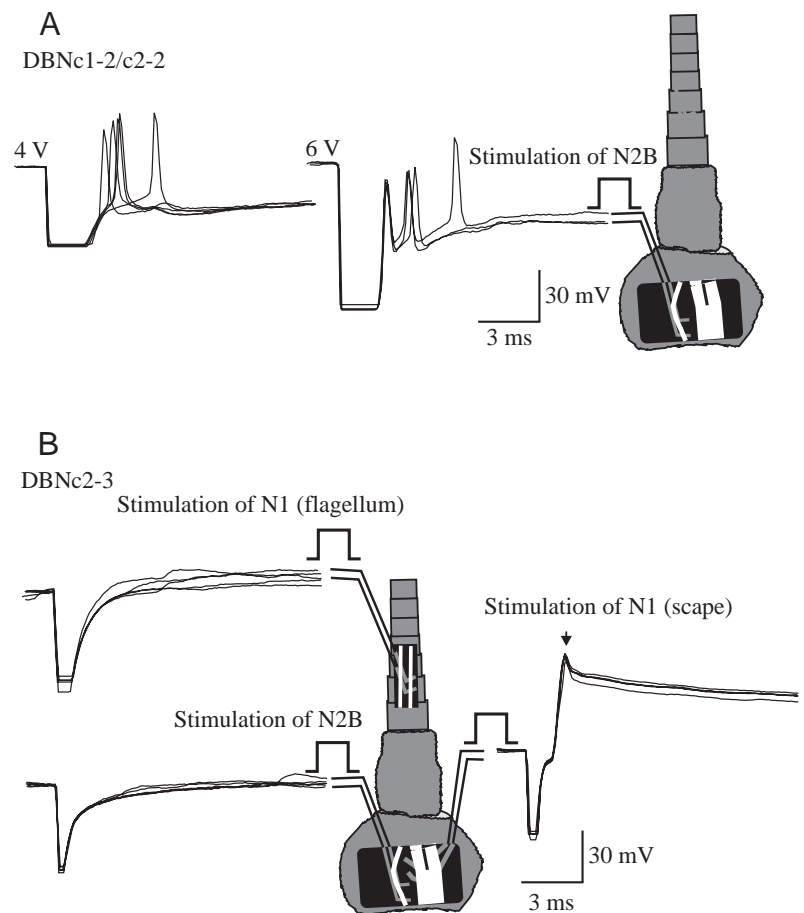 A
DBNc1-2/c2-2
4 V
6 V
Stimulation of N2B
30 mV
3 ms
B
DBNc2-3
Stimulation of N1 (flagellum)
Stimulation of N1 (scape)
Stimulation of N2B
30 mV
3 ms